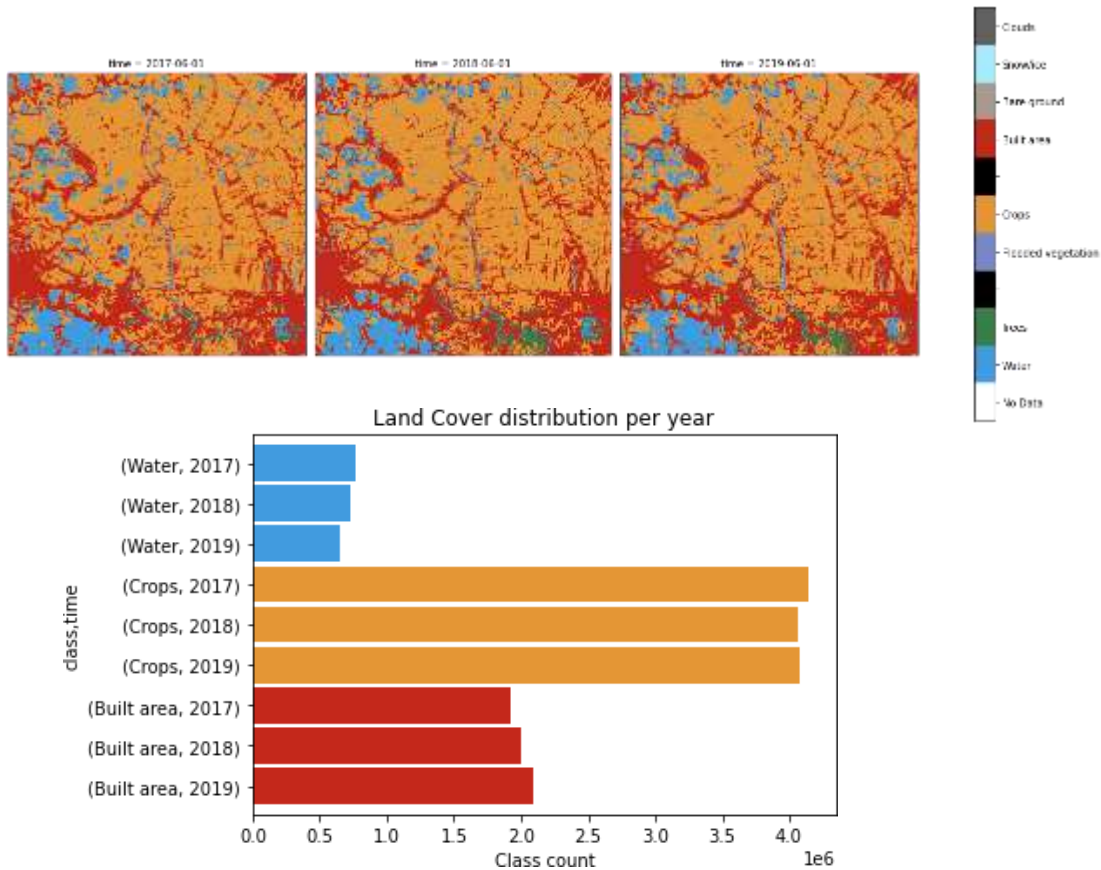 time = 2017-06-01
time = 2018-06-01
time = 2019-06-01
Clouds
Snow/ice
Bare ground
Built area
Crops
Flooded vegetation
Trees
Water
No Data
Land Cover distribution per year
class,time
(Water, 2017)
(Water, 2018)
(Water, 2019)
(Crops, 2017)
(Crops, 2018)
(Crops, 2019)
(Built area, 2017)
(Built area, 2018)
(Built area, 2019)
0.0 0.5 1.0 1.5 2.0 2.5 3.0 3.5 4.0
1e6
Class count